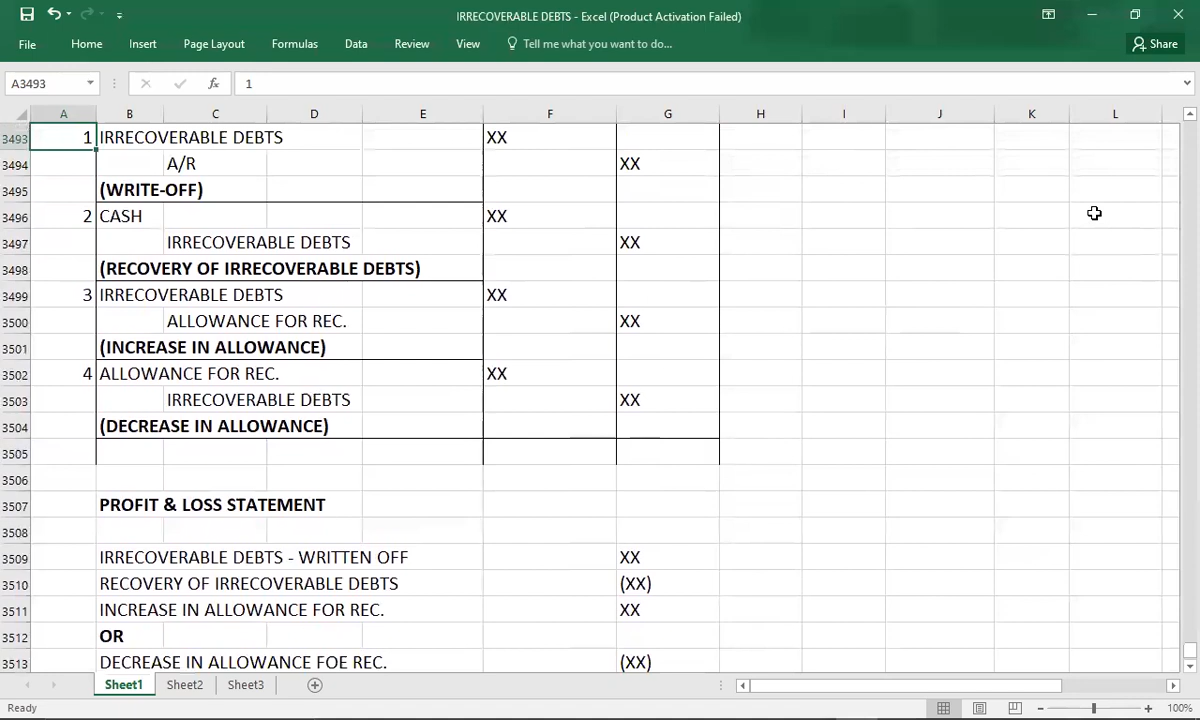 IRRECOVERABLE DEBTS - Excel (Product Activation Failed)
File Home Insert Page Layout Formulas Data Review View Tell me what you want to do... Share
A3493 fx 1
A B C D E F G H I J K L
3493 1 IRRECOVERABLE DEBTS XX
3494 A/R XX
3495 (WRITE-OFF)
3496 2 CASH XX
3497 IRRECOVERABLE DEBTS XX
3498 (RECOVERY OF IRRECOVERABLE DEBTS)
3499 3 IRRECOVERABLE DEBTS XX
3500 ALLOWANCE FOR REC. XX
3501 (INCREASE IN ALLOWANCE)
3502 4 ALLOWANCE FOR REC. XX
3503 IRRECOVERABLE DEBTS XX
3504 (DECREASE IN ALLOWANCE)
3505
3506
3507 PROFIT & LOSS STATEMENT
3508
3509 IRRECOVERABLE DEBTS - WRITTEN OFF XX
3510 RECOVERY OF IRRECOVERABLE DEBTS (XX)
3511 INCREASE IN ALLOWANCE FOR REC. XX
3512 OR
3513 DECREASE IN ALLOWANCE FOE REC. (XX)
Sheet1 Sheet2 Sheet3
Ready 100%